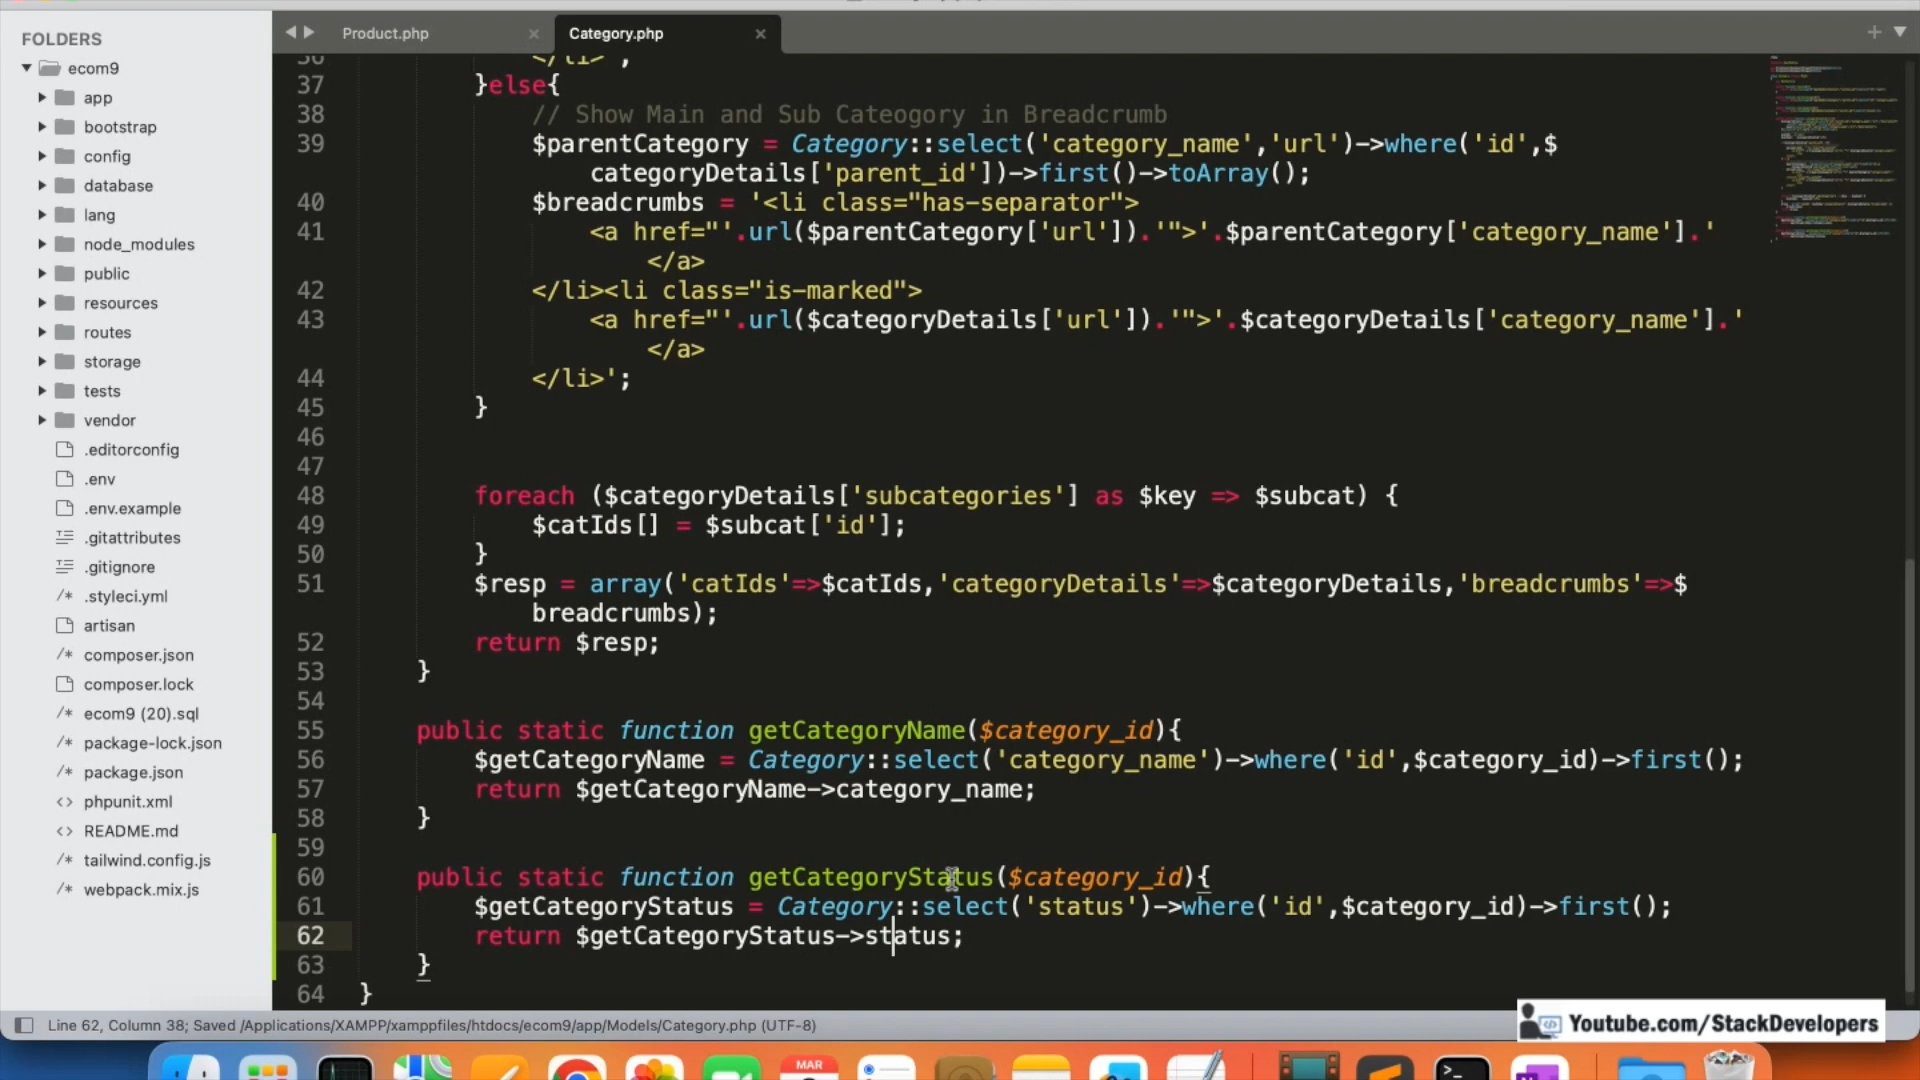 FOLDERS
ecom9
app
bootstrap
config
database
lang
node_modules
public
resources
routes
storage
tests
vendor
.editorconfig
.env
.env.example
.gitattributes
.gitignore
.styleci.yml
artisan
composer.json
composer.lock
ecom9 (20).sql
package-lock.json
package.json
phpunit.xml
README.md
tailwind.config.js
webpack.mix.js
Product.php
Category.php
36 </li>';
37 }else{
38 // Show Main and Sub Cateogory in Breadcrumb
39 $parentCategory = Category::select('category_name','url')->where('id',$
categoryDetails['parent_id'])->first()->toArray();
40 $breadcrumbs = '<li class="has-separator">
41 <a href="'.url($parentCategory['url']).'">'.$parentCategory['category_name'].'
</a>
42 </li><li class="is-marked">
43 <a href="'.url($categoryDetails['url']).'">'.$categoryDetails['category_name'].'
</a>
44 </li>';
45 }
46
47
48 foreach ($categoryDetails['subcategories'] as $key => $subcat) {
49 $catIds[] = $subcat['id'];
50 }
51 $resp = array('catIds'=>$catIds,'categoryDetails'=>$categoryDetails,'breadcrumbs'=>$
breadcrumbs);
52 return $resp;
53 }
54
55 public static function getCategoryName($category_id){
56 $getCategoryName = Category::select('category_name')->where('id',$category_id)->first();
57 return $getCategoryName->category_name;
58 }
59
60 public static function getCategoryStatus($category_id){
61 $getCategoryStatus = Category::select('status')->where('id',$category_id)->first();
62 return $getCategoryStatus->status;
63 }
64 }
Line 62, Column 38; Saved /Applications/XAMPP/xamppfiles/htdocs/ecom9/app/Models/Category.php (UTF-8)
Youtube.com/StackDevelopers
MAR